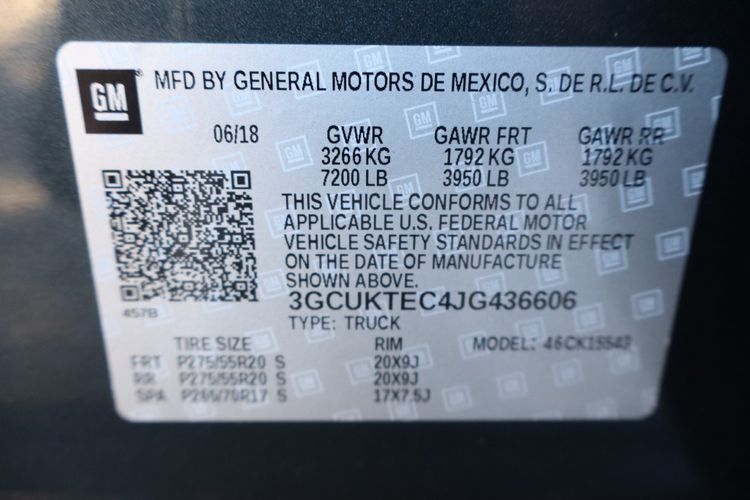 GM
MFD BY GENERAL MOTORS DE MEXICO, S. DE R.L. DE C.V.
06/18 GVWR GAWR FRT GAWR RR
3266 KG 1792 KG 1792 KG
7200 LB 3950 LB 3950 LB
THIS VEHICLE CONFORMS TO ALL
APPLICABLE U.S. FEDERAL MOTOR
VEHICLE SAFETY STANDARDS IN EFFECT
ON THE DATE OF MANUFACTURE
SHOWN ABOVE.
3GCUKTEC4JG436606
457B
TYPE: TRUCK
TIRE SIZE RIM MODEL: 46CK15543
FRT P275/55R20 S 20X9J
RR P275/55R20 S 20X9J
SPA P265/70R17 S 17X7.5J